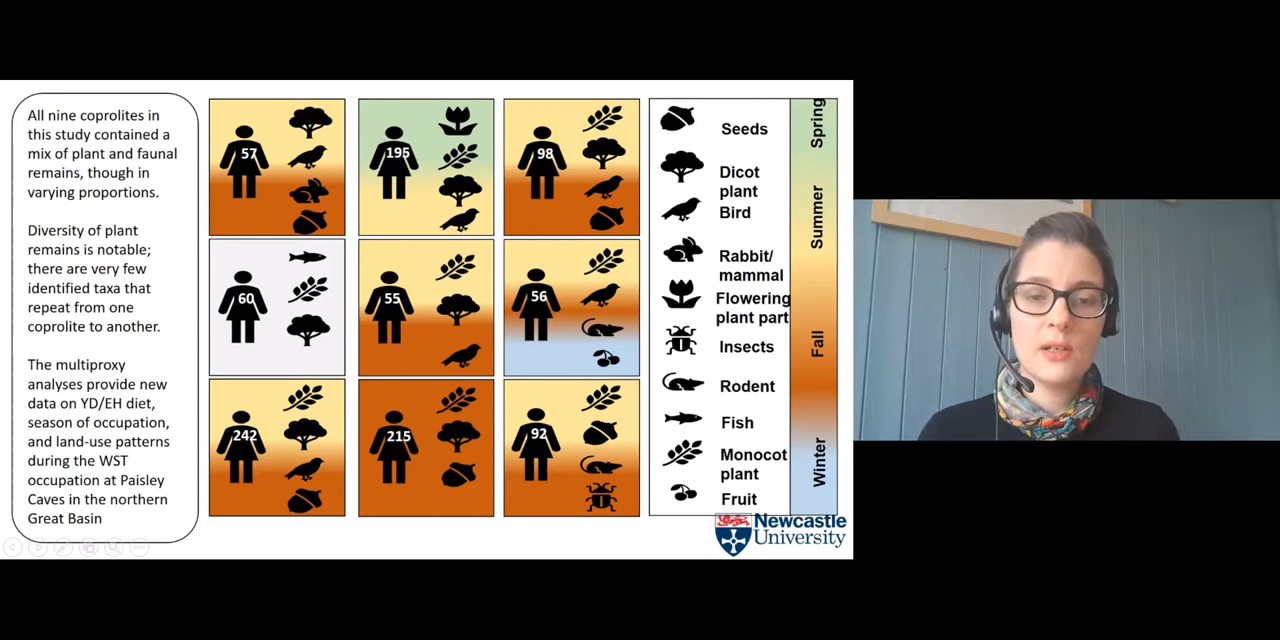 All nine coprolites in
this study contained a
mix of plant and faunal
remains, though in
varying proportions.
Diversity of plant
remains is notable;
there are very few
identified taxa that
repeat from one
coprolite to another.
The multiproxy
analyses provide new
data on YD/EH diet,
season of occupation,
and land-use patterns
during the WST
occupation at Paisley
Caves in the northern
Great Basin
57
195
98
60
55
56
242
215
92
Seeds
Dicot
plant
Bird
Rabbit/
mammal
Flowering
plant part
Insects
Rodent
Fish
Monocot
plant
Fruit
Spring
Summer
Fall
Winter
Newcastle
University